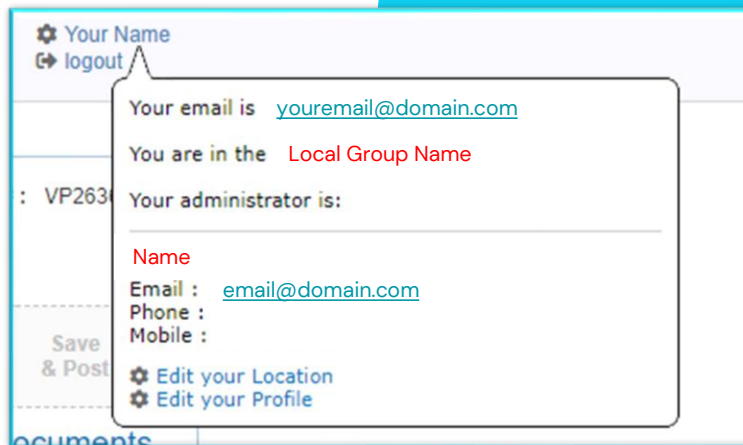 Your Name
logout
Your email is youremail@domain.com
You are in the Local Group Name
: VP263
Your administrator is:
Name
Email : email@domain.com
Phone :
Mobile :
Save
& Post
Edit your Location
Edit your Profile
ocuments